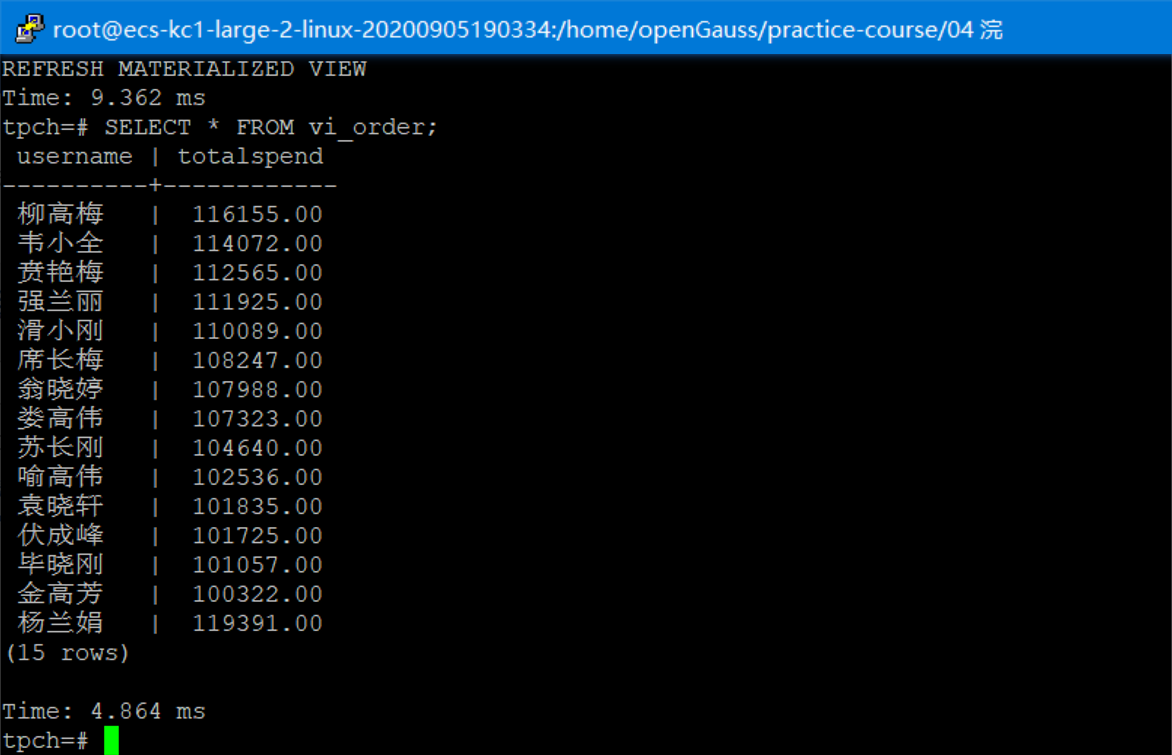 root@ecs-kc1-large-2-linux-20200905190334:/home/openGauss/practice-course/04 浣
REFRESH MATERIALIZED VIEW
Time: 9.362 ms
tpch=# SELECT * FROM vi_order;
 username | totalspend
----------+------------
 柳高梅   |  116155.00
 韦小全   |  114072.00
 贲艳梅   |  112565.00
 强兰丽   |  111925.00
 滑小刚   |  110089.00
 席长梅   |  108247.00
 翁晓婷   |  107988.00
 娄高伟   |  107323.00
 苏长刚   |  104640.00
 喻高伟   |  102536.00
 袁晓轩   |  101835.00
 伏成峰   |  101725.00
 毕晓刚   |  101057.00
 金高芳   |  100322.00
 杨兰娟   |  119391.00
(15 rows)
Time: 4.864 ms
tpch=#